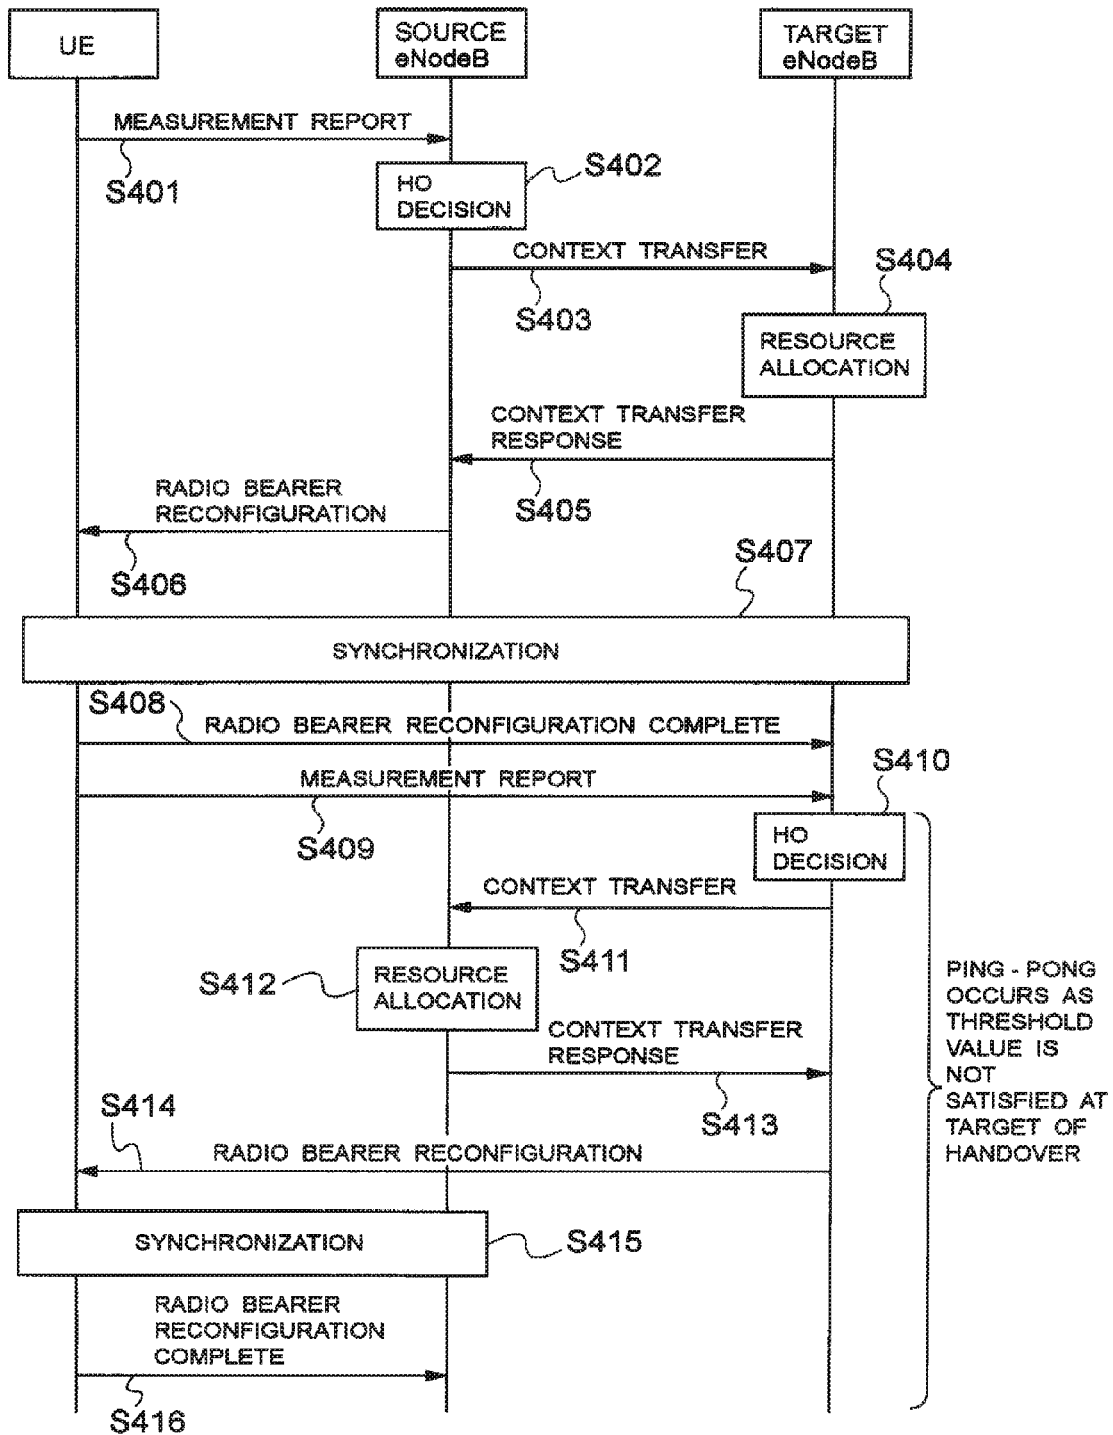 UE
SOURCE
eNodeB
TARGET
eNodeB
MEASUREMENT REPORT
S401
HO
DECISION
S402
CONTEXT TRANSFER
S403
S404
RESOURCE
ALLOCATION
CONTEXT TRANSFER
RESPONSE
S405
RADIO BEARER
RECONFIGURATION
S406
S407
SYNCHRONIZATION
S408
RADIO BEARER RECONFIGURATION COMPLETE
MEASUREMENT REPORT
S409
S410
HO
DECISION
CONTEXT TRANSFER
S411
S412
RESOURCE
ALLOCATION
CONTEXT TRANSFER
RESPONSE
S413
S414
RADIO BEARER RECONFIGURATION
SYNCHRONIZATION
S415
RADIO BEARER
RECONFIGURATION
COMPLETE
S416
PING - PONG
OCCURS AS
THRESHOLD
VALUE IS
NOT
SATISFIED AT
TARGET OF
HANDOVER